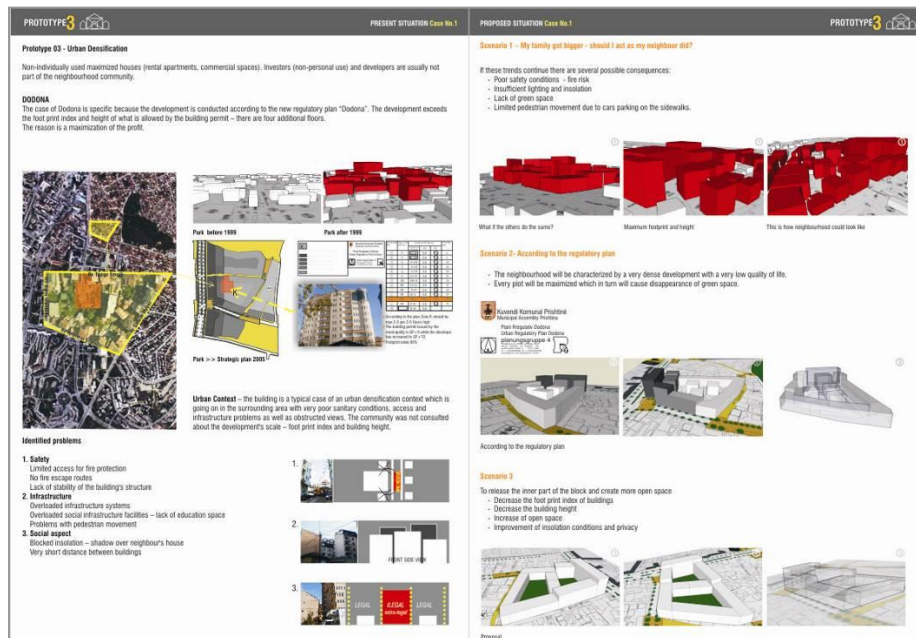 PROTOTYPE3
PRESENT SITUATION Case No.1
Prototype 03 - Urban Densification
Non-individually used maximized houses (rental apartments, commercial spaces). Investors (non-personal use) and developers are usually not
part of the neighbourhood community.
DODONA
The case of Dodona is specific because the development is conducted according to the new regulatory plan "Dodona". The development exceeds
the foot print index and height of what is allowed by the building permit – there are four additional floors.
The reason is a maximization of the profit.
Park before 1999
Park after 1999
Park >> Strategic plan 2005
Urban Context – the building is a typical case of an urban densification context which is
going on in the surrounding area with very poor sanitary conditions, access and
infrastructure problems as well as obstructed views. The community was not consulted
about the development's scale – foot print index and building height.
Identified problems
1. Safety
Limited access for fire protection
No fire escape routes
Lack of stability of the building's structure
2. Infrastructure
Overloaded infrastructure systems
Overloaded social infrastructure facilities – lack of education space
Problems with pedestrian movement
3. Social aspect
Blocked insolation – shadow over neighbour's house
Very short distance between buildings
1.
2.
FRONT SIDE VIEW
3.
LEGAL
ILEGAL
extra-legal
LEGAL
PROPOSED SITUATION Case No.1
PROTOTYPE3
Scenario 1 – My family got bigger - should I act as my neighbour did?
If these trends continue there are several possible consequences:
- Poor safety conditions - fire risk
- Insufficient lighting and insolation
- Lack of green space
- Limited pedestrian movement due to cars parking on the sidewalks.
What if the others do the same?
Maximum footprint and height
This is how neighbourhood could look like
Scenario 2- According to the regulatory plan
- The neighbourhood will be characterized by a very dense development with a very low quality of life.
- Every plot will be maximized which in turn will cause disappearance of green space.
Kuvendi Komunal Prishtinë
Municipal Assembly Prishtina
Plani Rregullativ Dodona
Urban Regulatory Plan Dodona
planungsgruppe 4
According to the regulatory plan
Scenario 3
To release the inner part of the block and create more open space
- Decrease the foot print index of buildings
- Decrease the building height
- Increase of open space
- Improvement of insolation conditions and privacy
Proposal